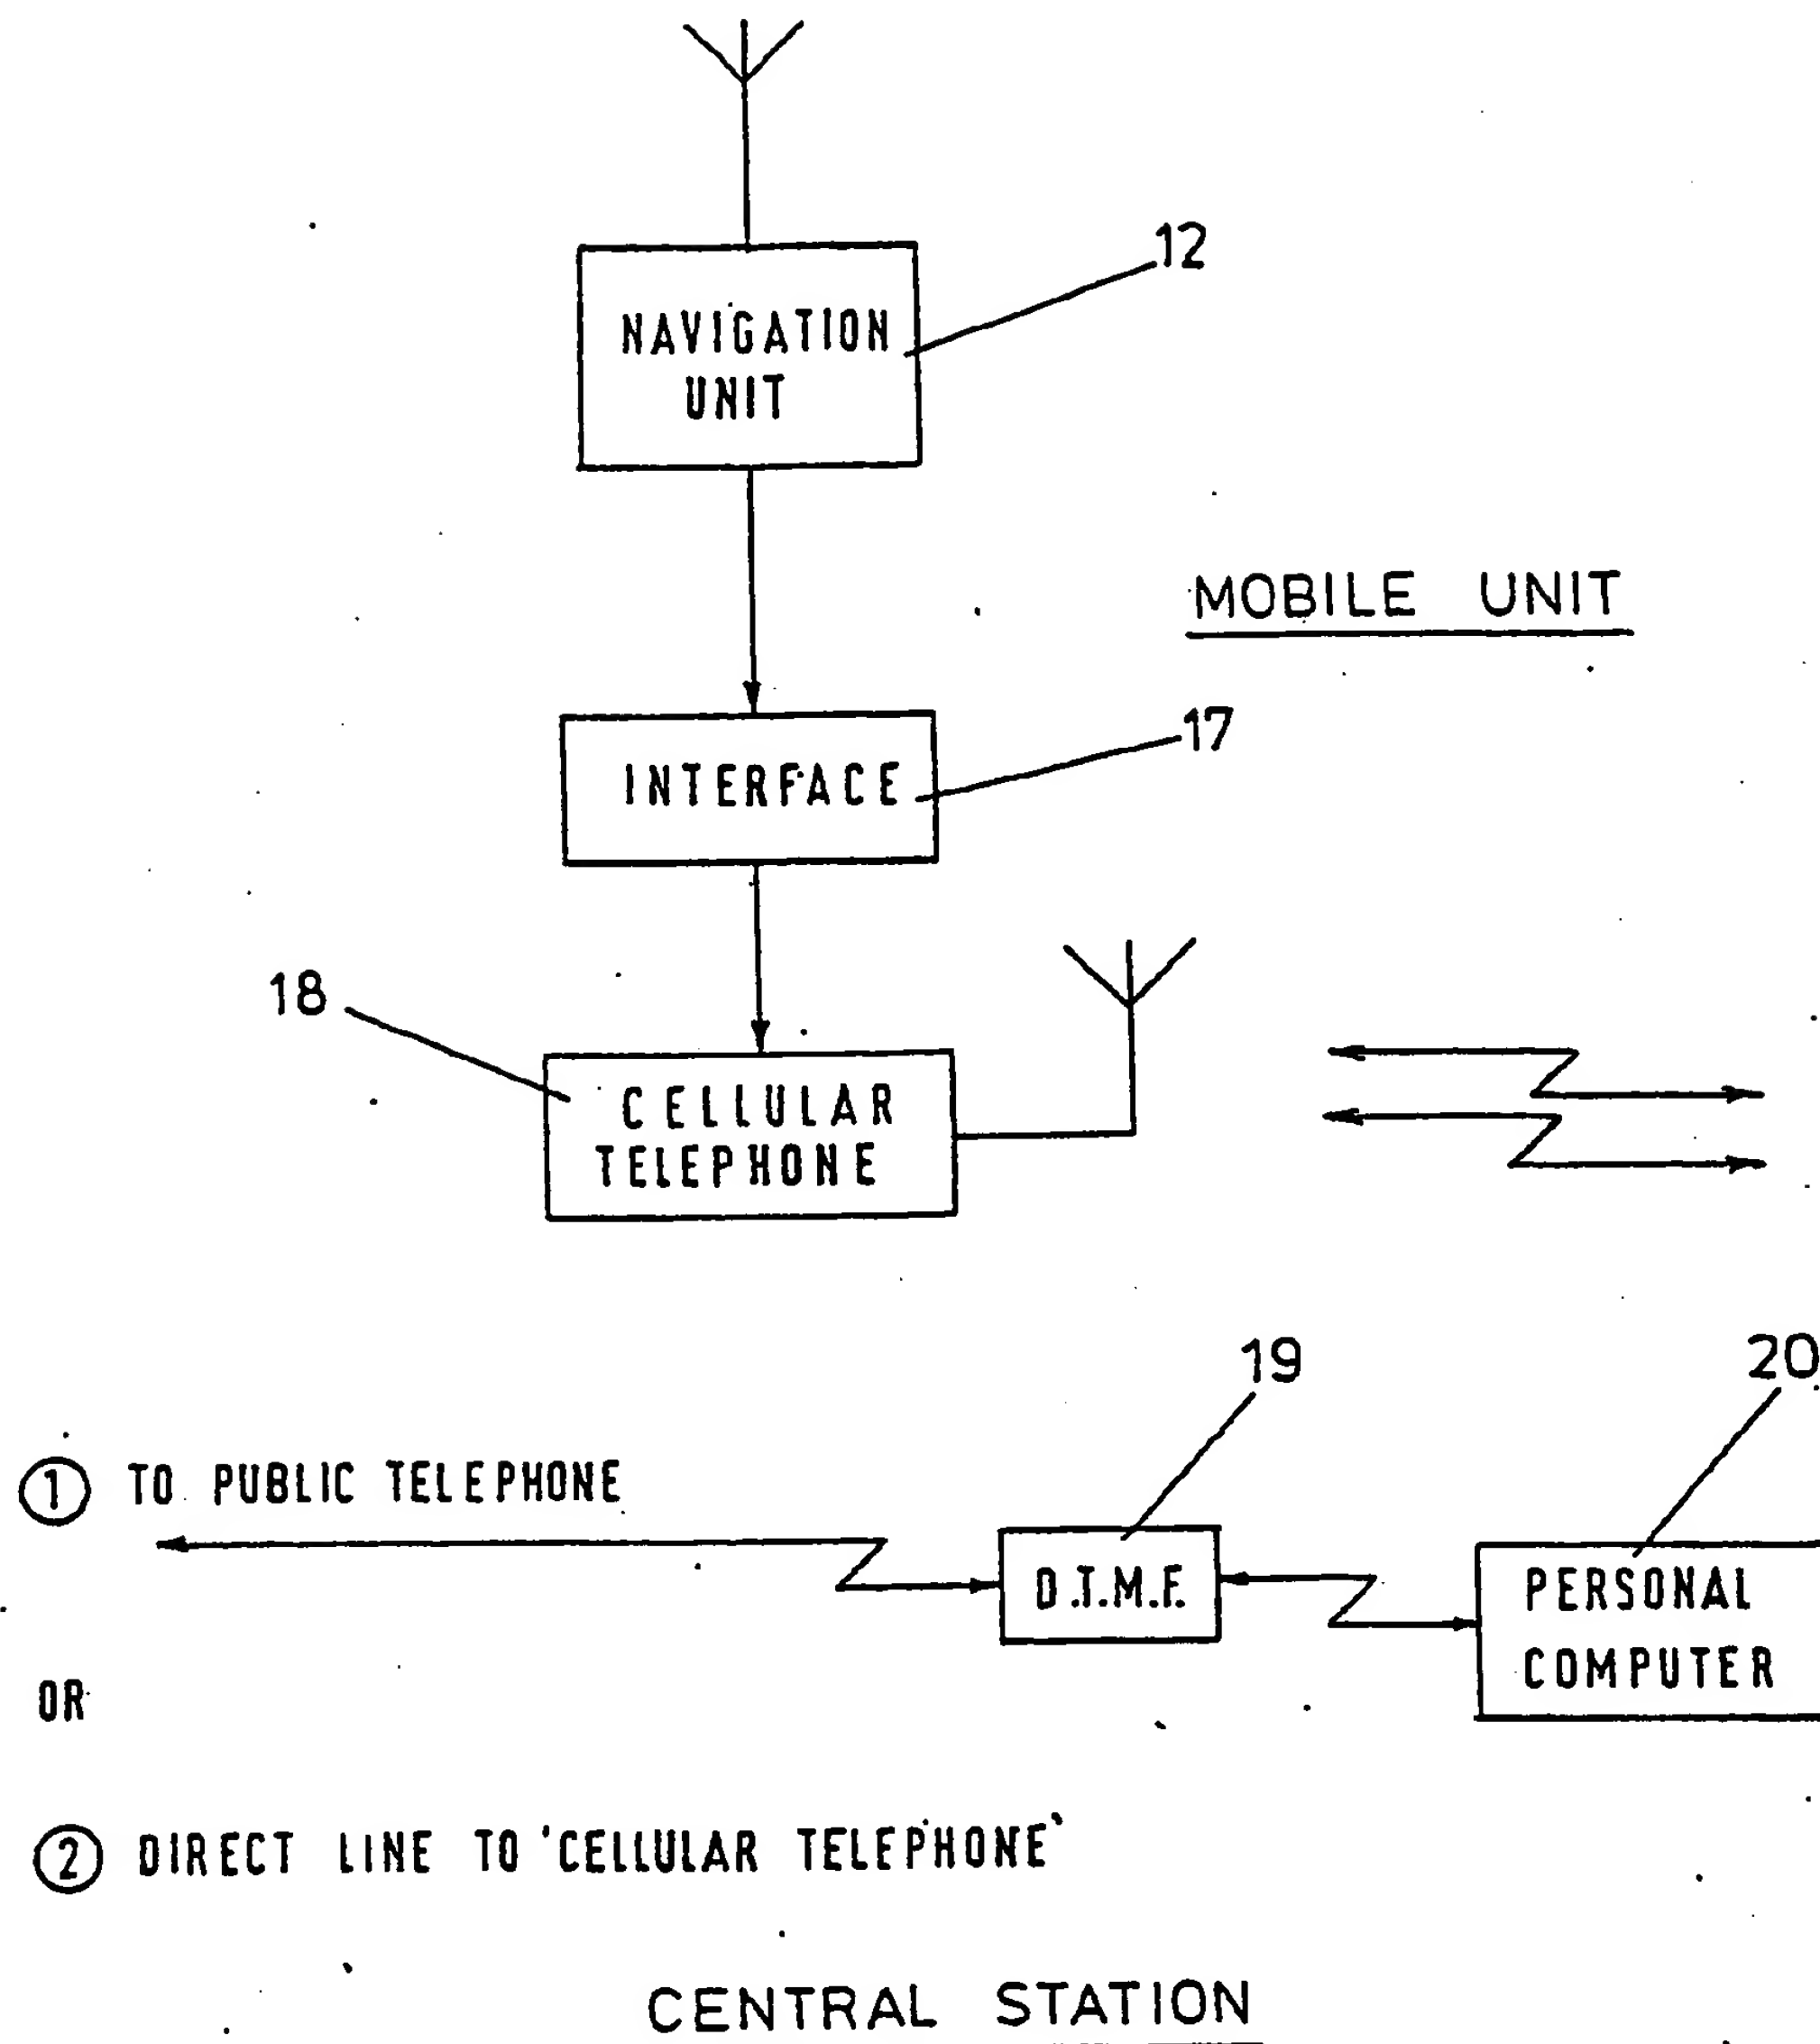 12
NAVIGATION
UNIT
MOBILE UNIT
17
INTERFACE
18
CELLULAR
TELEPHONE
19
20
1 TO PUBLIC TELEPHONE
D.T.M.F.
PERSONAL
COMPUTER
OR
2 DIRECT LINE TO 'CELLULAR TELEPHONE'
CENTRAL STATION